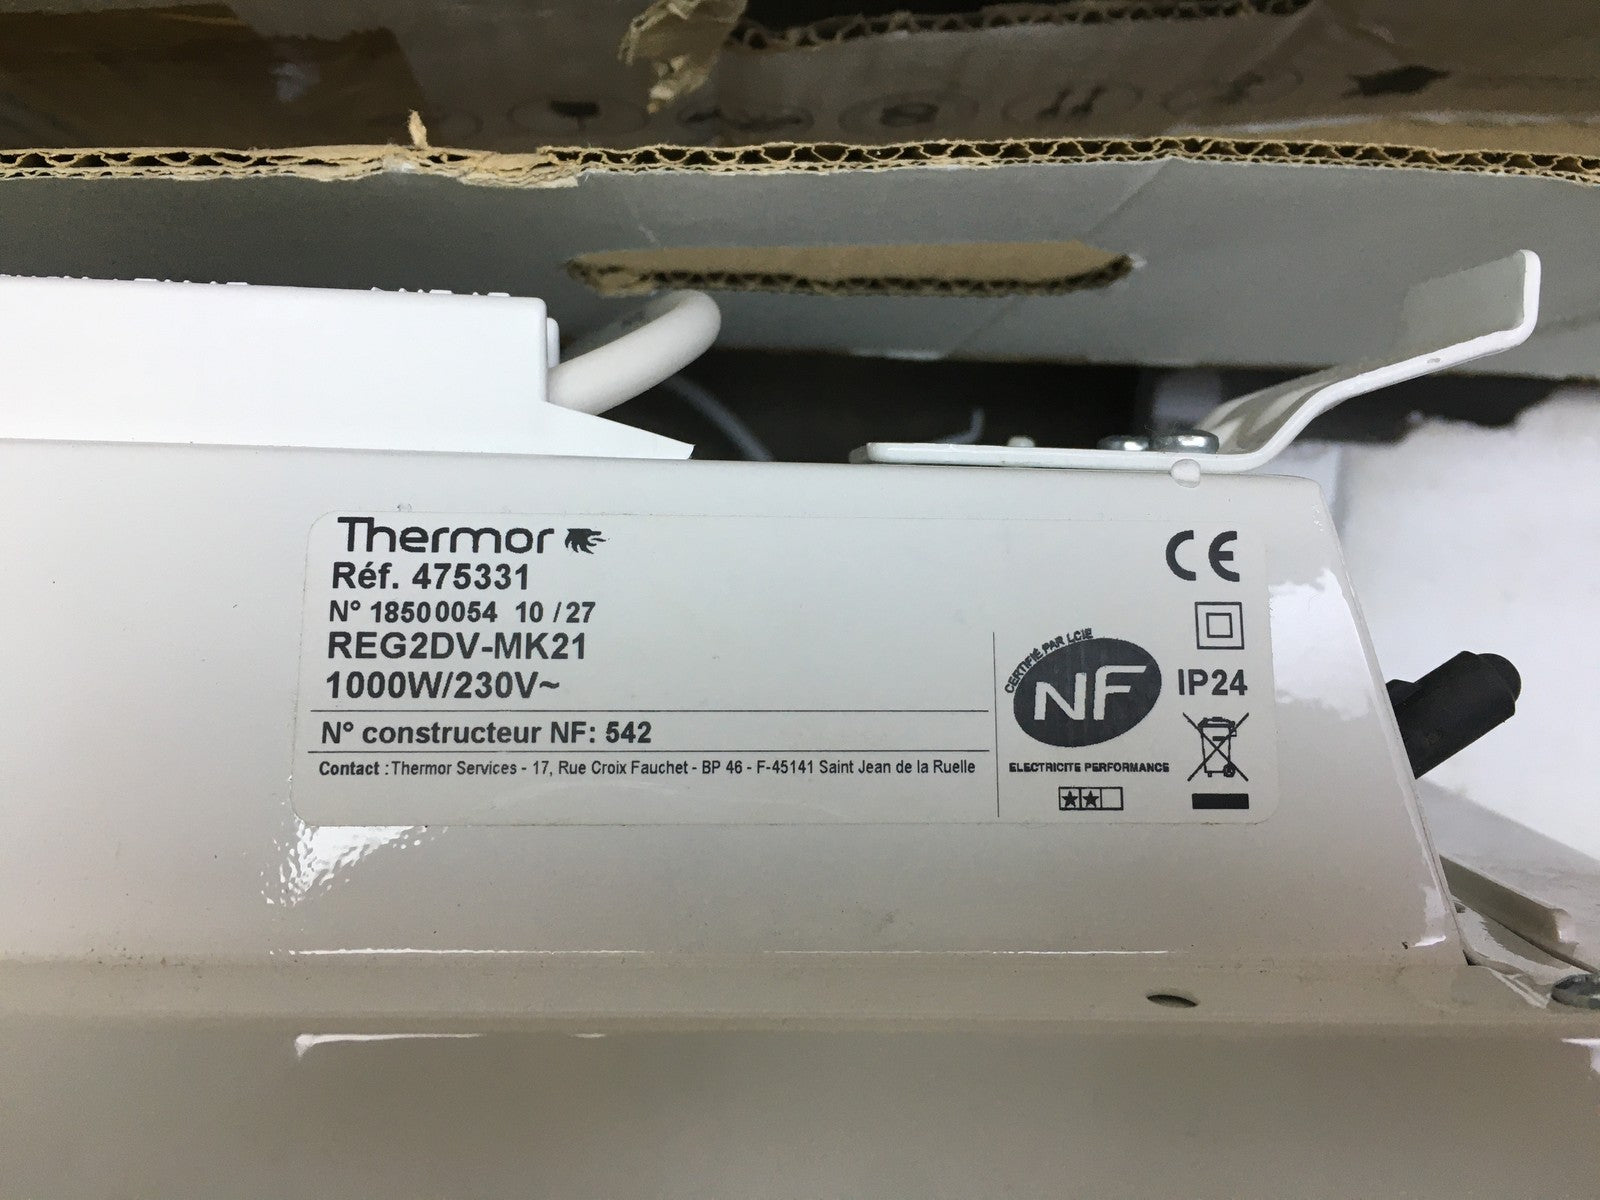 Thermor
Réf. 475331
N° 18500054 10 / 27
REG2DV-MK21
1000W/230V~
N° constructeur NF: 542
Contact : Thermor Services - 17, Rue Croix Fauchet - BP 46 - F-45141 Saint Jean de la Ruelle
CERTIFIÉ PAR LCIE
NF
ELECTRICITE PERFORMANCE
CE
IP24